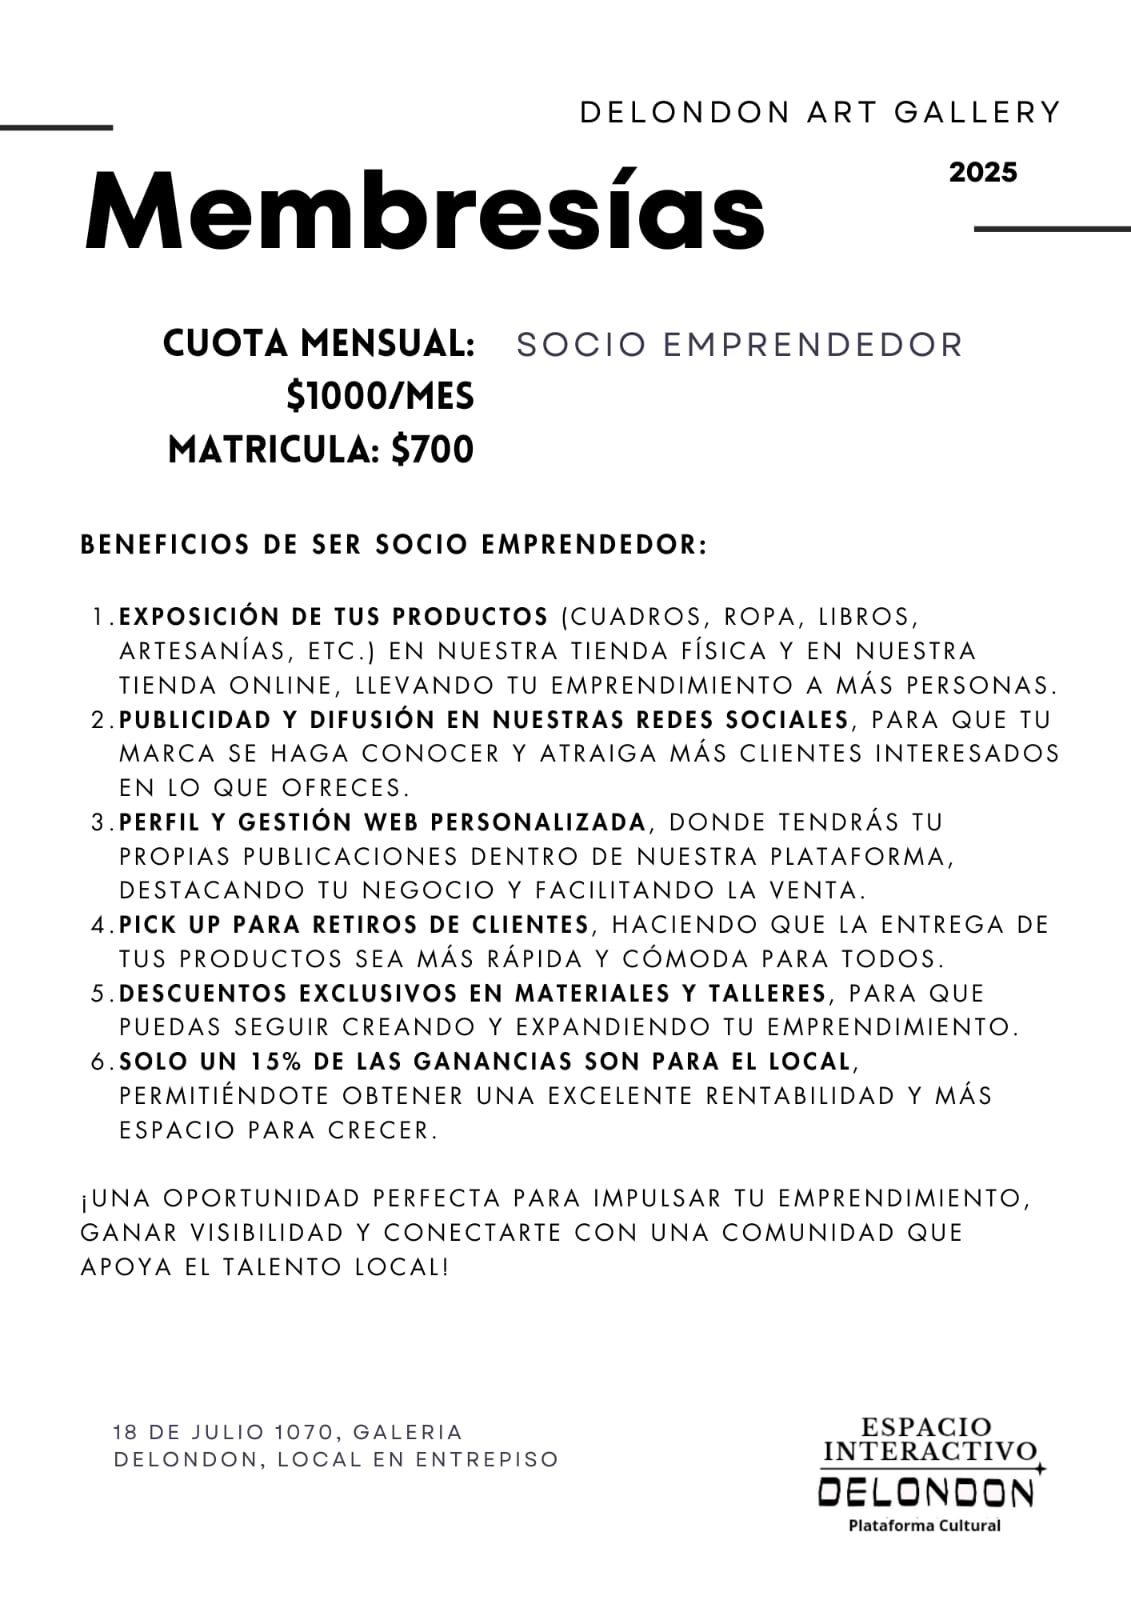 DELONDON ART GALLERY
2025
Membresías
CUOTA MENSUAL:
$1000/MES
MATRICULA: $700
SOCIO EMPRENDEDOR
BENEFICIOS DE SER SOCIO EMPRENDEDOR:
1. EXPOSICIÓN DE TUS PRODUCTOS (CUADROS, ROPA, LIBROS,
ARTESANÍAS, ETC.) EN NUESTRA TIENDA FÍSICA Y EN NUESTRA
TIENDA ONLINE, LLEVANDO TU EMPRENDIMIENTO A MÁS PERSONAS.
2. PUBLICIDAD Y DIFUSIÓN EN NUESTRAS REDES SOCIALES, PARA QUE TU
MARCA SE HAGA CONOCER Y ATRAIGA MÁS CLIENTES INTERESADOS
EN LO QUE OFRECES.
3. PERFIL Y GESTIÓN WEB PERSONALIZADA, DONDE TENDRÁS TU
PROPIAS PUBLICACIONES DENTRO DE NUESTRA PLATAFORMA,
DESTACANDO TU NEGOCIO Y FACILITANDO LA VENTA.
4. PICK UP PARA RETIROS DE CLIENTES, HACIENDO QUE LA ENTREGA DE
TUS PRODUCTOS SEA MÁS RÁPIDA Y CÓMODA PARA TODOS.
5. DESCUENTOS EXCLUSIVOS EN MATERIALES Y TALLERES, PARA QUE
PUEDAS SEGUIR CREANDO Y EXPANDIENDO TU EMPRENDIMIENTO.
6. SOLO UN 15% DE LAS GANANCIAS SON PARA EL LOCAL,
PERMITIÉNDOTE OBTENER UNA EXCELENTE RENTABILIDAD Y MÁS
ESPACIO PARA CRECER.
¡UNA OPORTUNIDAD PERFECTA PARA IMPULSAR TU EMPRENDIMIENTO,
GANAR VISIBILIDAD Y CONECTARTE CON UNA COMUNIDAD QUE
APOYA EL TALENTO LOCAL!
18 DE JULIO 1070, GALERIA
DELONDON, LOCAL EN ENTREPISO
ESPACIO
INTERACTIVO
DELONDON
Plataforma Cultural